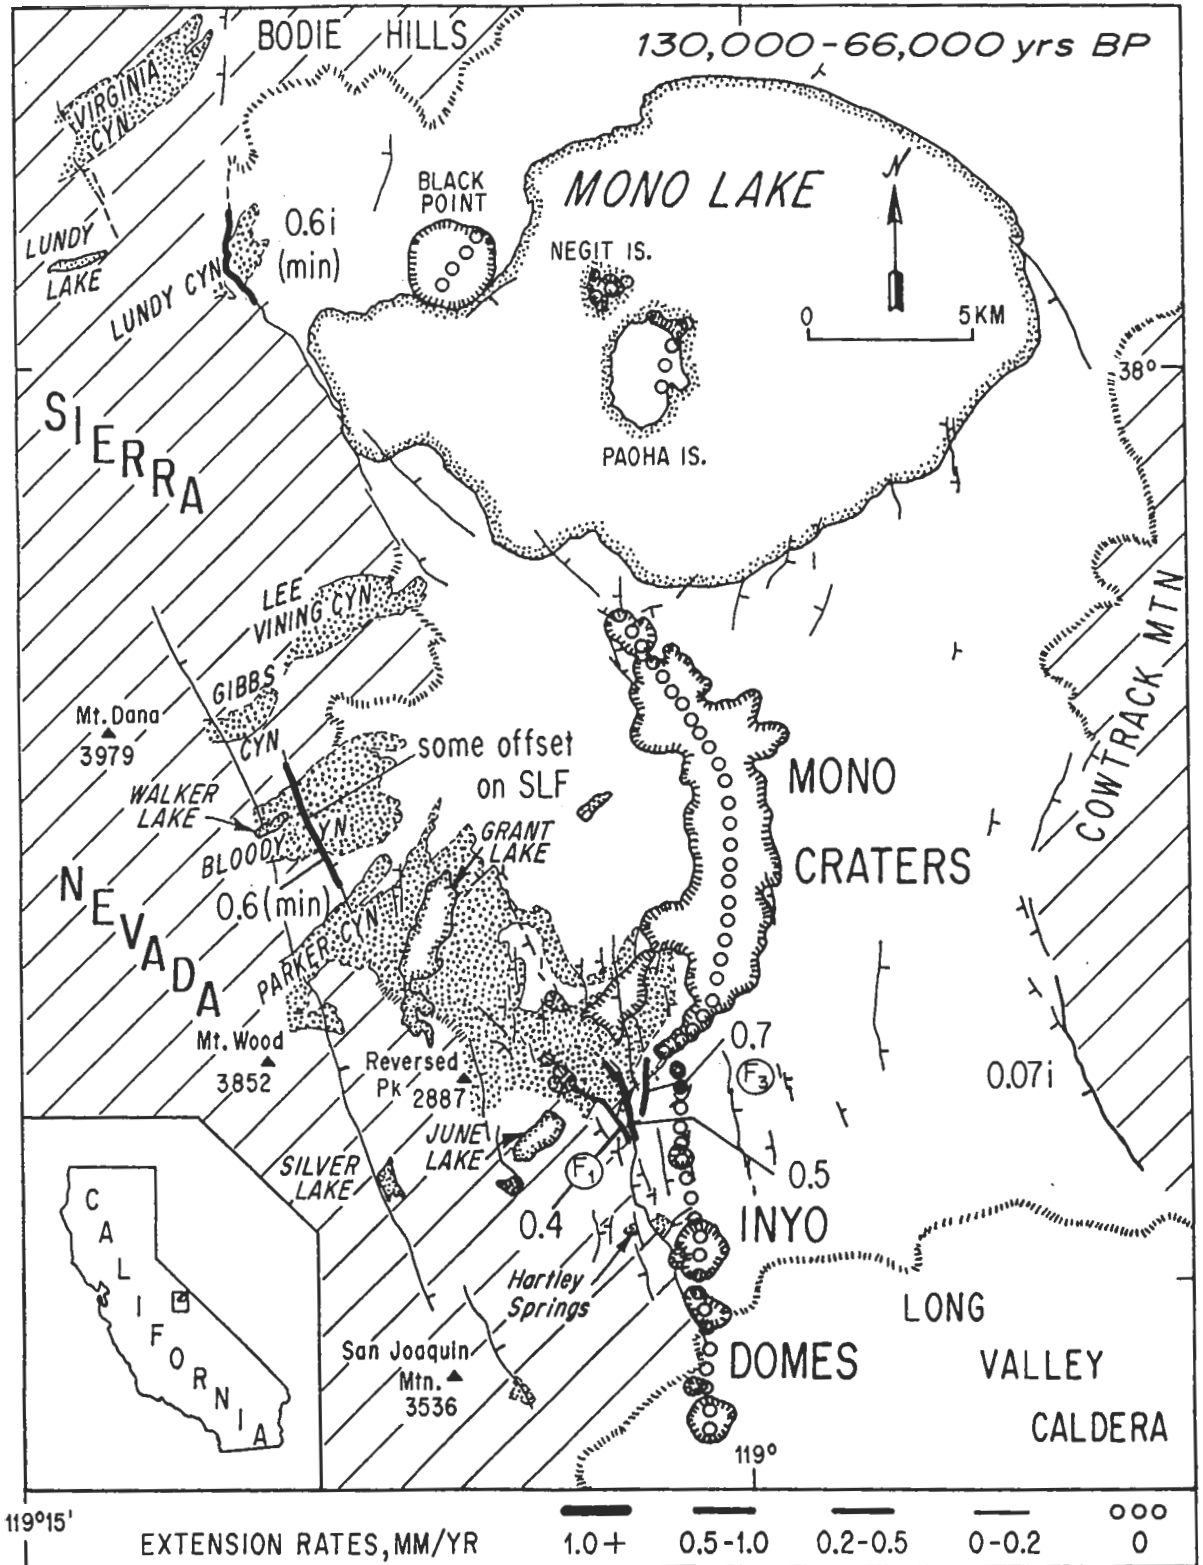 BODIE HILLS
130,000-66,000 yrs BP
VIRGINIA
CYN
BLACK
POINT
MONO LAKE
N
LUNDY
LAKE
LUNDY CYN
0.6i
(min)
NEGIT IS.
0 5KM
38°
SIERRA
PAOHA IS.
LEE
VINING CYN
GIBBS
CYN
Mt. Dana
3979
some offset
on SLF
MONO
CRATERS
COWTRACK MTN
WALKER
LAKE
BLOODY
YN
GRANT
LAKE
NEVADA
0.6 (min)
PARKER CYN
Mt. Wood
3852
Reversed
Pk 2887
0.7
F3
0.07i
JUNE
LAKE
SILVER
LAKE
F1
0.5
0.4
INYO
Hartley
Springs
LONG
San Joaquin
Mtn.
3536
DOMES
VALLEY
CALDERA
CALIFORNIA
119°
119°15'
EXTENSION RATES, MM/YR 1.0+ 0.5-1.0 0.2-0.5 0-0.2 0